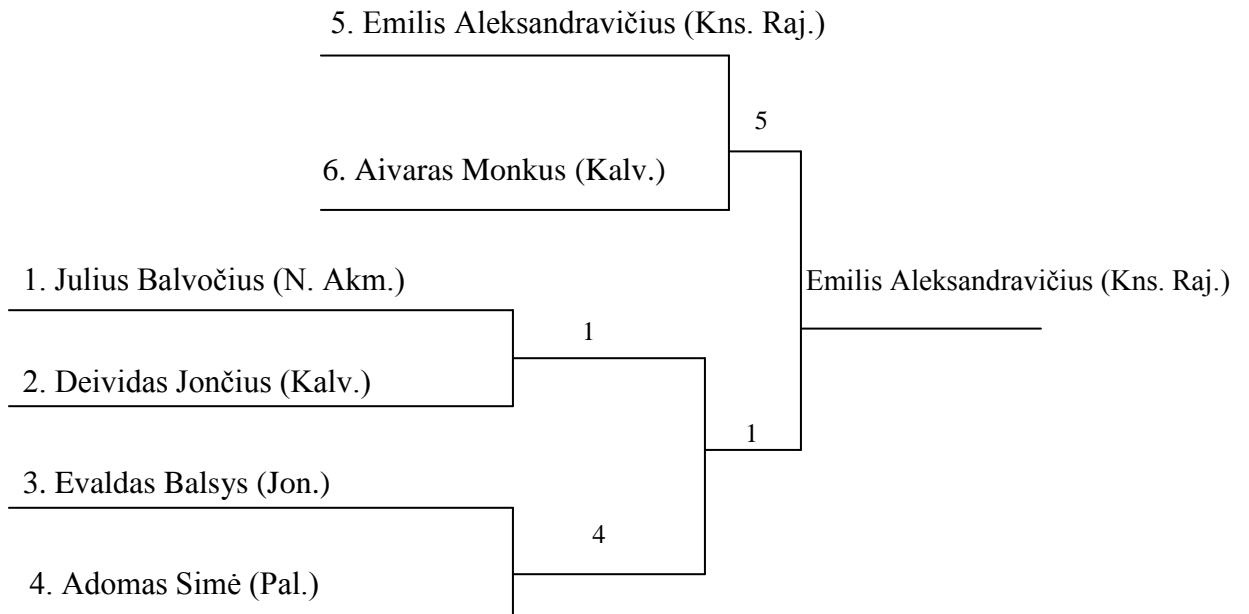 5. Emilis Aleksandravičius (Kns. Raj.)
5
6. Aivaras Monkus (Kalv.)
1. Julius Balvočius (N. Akm.)
Emilis Aleksandravičius (Kns. Raj.)
1
2. Deividas Jončius (Kalv.)
1
3. Evaldas Balsys (Jon.)
4
4. Adomas Simė (Pal.)